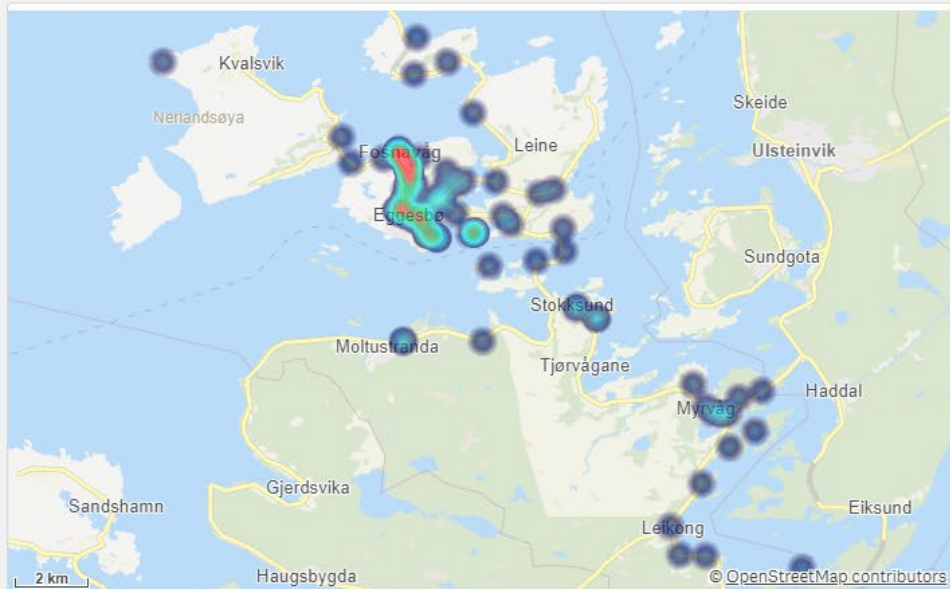 Kvalsvik
Nerlandsøya
Skeide
Leine
Fosnavåg
Ulsteinvik
Eggesbø
Sundgota
Stokksund
Moltustranda
Tjørvågane
Haddal
Myrvåg
Gjerdsvika
Sandshamn
Eiksund
Leikong
Haugsbygda
2 km
© OpenStreetMap contributors